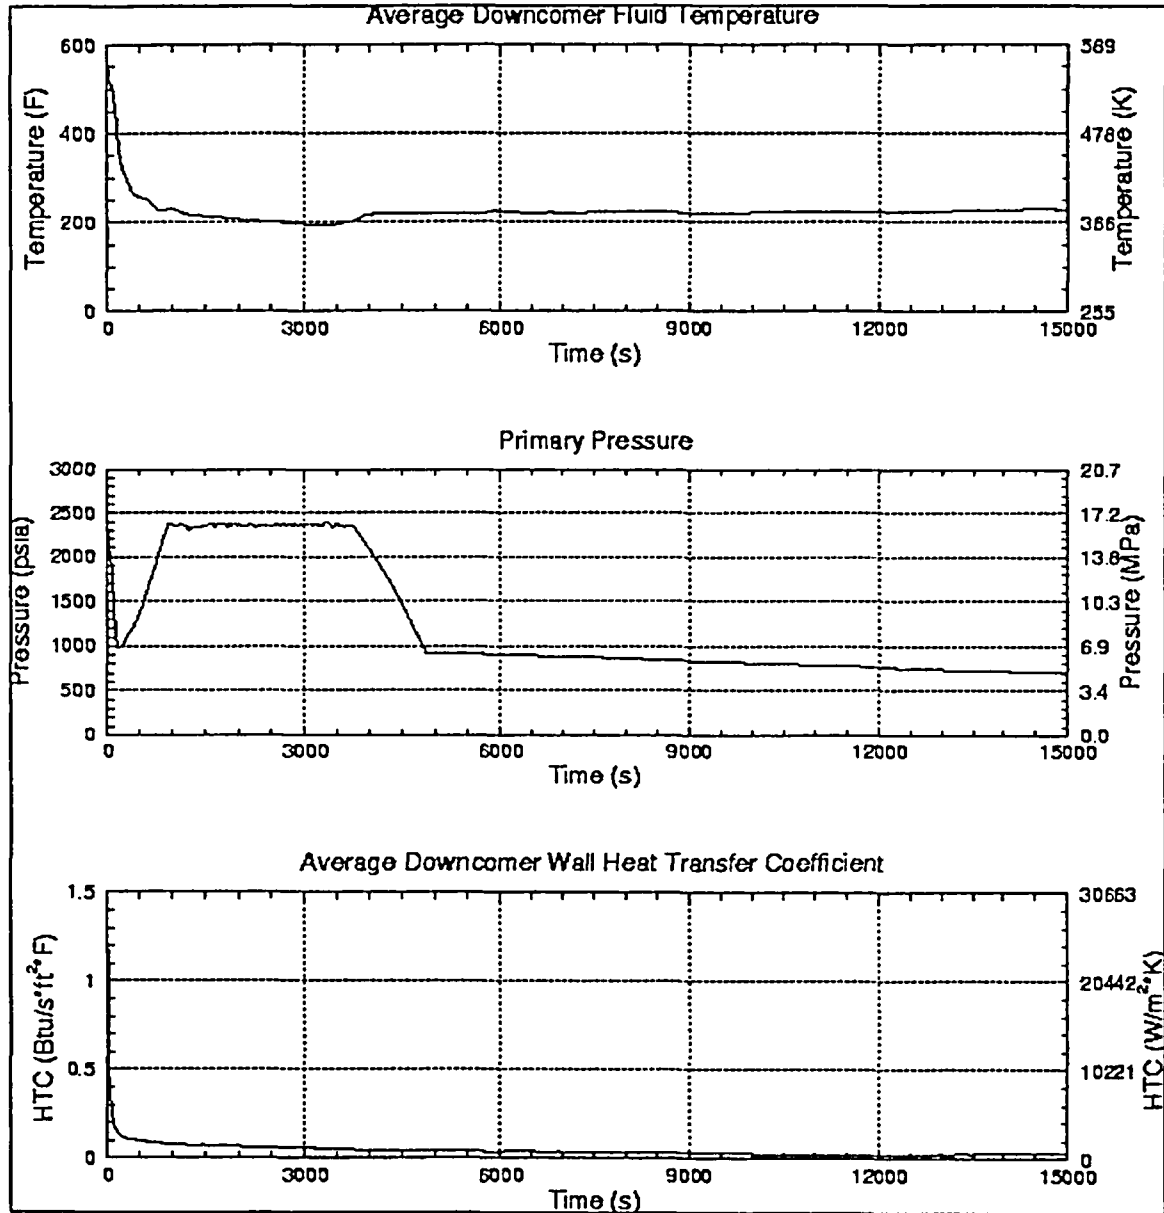 Average Downcomer Fluid Temperature
600
400
200
0
Temperature (F)
589
478
366
255
Temperature (K)
0 3000 6000 9000 12000 15000
Time (s)
Primary Pressure
3000
2500
2000
1500
1000
500
0
Pressure (psia)
20.7
17.2
13.8
10.3
6.9
3.4
0.0
Pressure (MPa)
0 3000 6000 9000 12000 15000
Time (s)
Average Downcomer Wall Heat Transfer Coefficient
1.5
1
0.5
0
HTC (Btu/s*ft²*F)
30663
20442
10221
0
HTC (W/m²*K)
0 3000 6000 9000 12000 15000
Time (s)